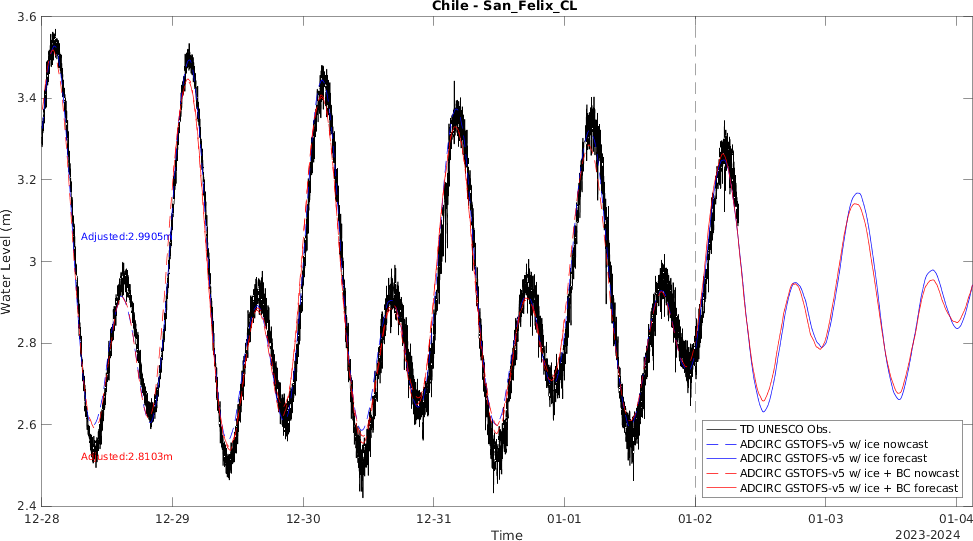 Chile - San_Felix_CL
3.6
3.4
3.2
3
2.8
2.6
2.4
Water Level (m)
Adjusted:2.9905m
Adjusted:2.8103m
TD UNESCO Obs.
ADCIRC GSTOFS-v5 w/ ice nowcast
ADCIRC GSTOFS-v5 w/ ice forecast
ADCIRC GSTOFS-v5 w/ ice + BC nowcast
ADCIRC GSTOFS-v5 w/ ice + BC forecast
12-28 12-29 12-30 12-31 01-01 01-02 01-03 01-04
Time
2023-2024